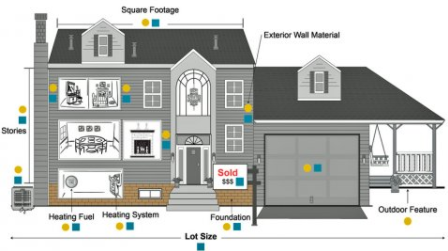 Square Footage
Exterior Wall Material
Stories
Sold
$$$
Heating Fuel
Heating System
Foundation
Outdoor Feature
Lot Size